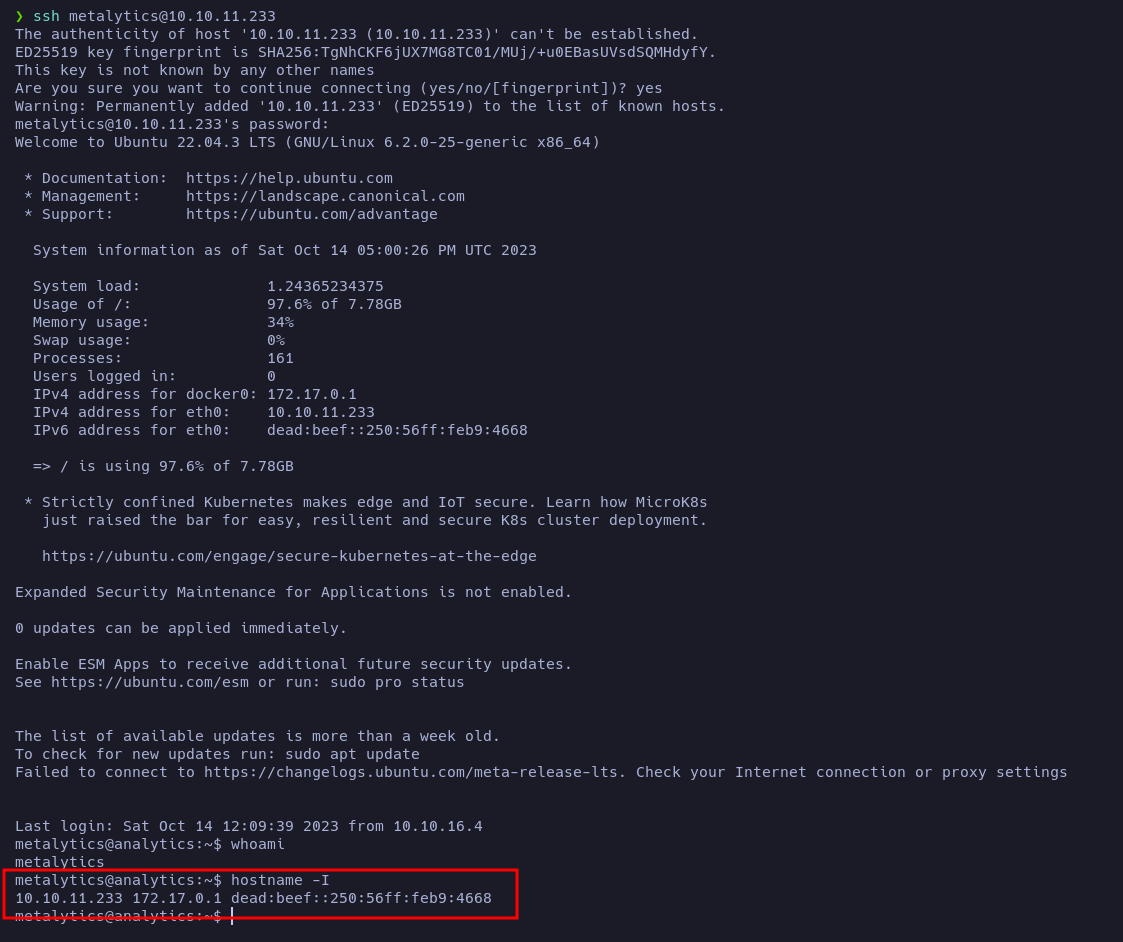 ❯ ssh metalytics@10.10.11.233
The authenticity of host '10.10.11.233 (10.10.11.233)' can't be established.
ED25519 key fingerprint is SHA256:TgNhCKF6jUX7MG8TC01/MUj/+u0EBasUVsdSQMHdyfY.
This key is not known by any other names
Are you sure you want to continue connecting (yes/no/[fingerprint])? yes
Warning: Permanently added '10.10.11.233' (ED25519) to the list of known hosts.
metalytics@10.10.11.233's password:
Welcome to Ubuntu 22.04.3 LTS (GNU/Linux 6.2.0-25-generic x86_64)

 * Documentation:  https://help.ubuntu.com
 * Management:     https://landscape.canonical.com
 * Support:        https://ubuntu.com/advantage

  System information as of Sat Oct 14 05:00:26 PM UTC 2023

  System load:              1.24365234375
  Usage of /:               97.6% of 7.78GB
  Memory usage:             34%
  Swap usage:               0%
  Processes:                161
  Users logged in:          0
  IPv4 address for docker0: 172.17.0.1
  IPv4 address for eth0:    10.10.11.233
  IPv6 address for eth0:    dead:beef::250:56ff:feb9:4668

  => / is using 97.6% of 7.78GB

 * Strictly confined Kubernetes makes edge and IoT secure. Learn how MicroK8s
   just raised the bar for easy, resilient and secure K8s cluster deployment.

   https://ubuntu.com/engage/secure-kubernetes-at-the-edge

Expanded Security Maintenance for Applications is not enabled.

0 updates can be applied immediately.

Enable ESM Apps to receive additional future security updates.
See https://ubuntu.com/esm or run: sudo pro status

The list of available updates is more than a week old.
To check for new updates run: sudo apt update
Failed to connect to https://changelogs.ubuntu.com/meta-release-lts. Check your Internet connection or proxy settings

Last login: Sat Oct 14 12:09:39 2023 from 10.10.16.4
metalytics@analytics:~$ whoami
metalytics
metalytics@analytics:~$ hostname -I
10.10.11.233 172.17.0.1 dead:beef::250:56ff:feb9:4668
metalytics@analytics:~$